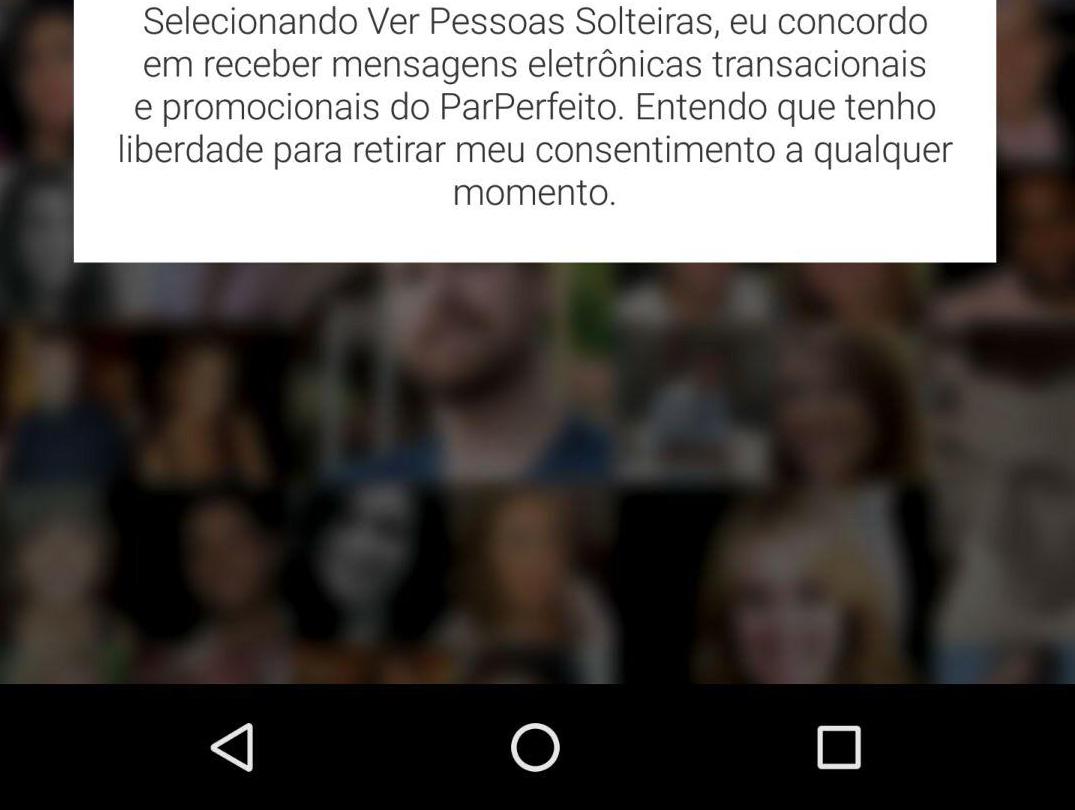 Selecionando Ver Pessoas Solteiras, eu concordo
em receber mensagens eletrônicas transacionais
e promocionais do ParPerfeito. Entendo que tenho
liberdade para retirar meu consentimento a qualquer
momento.